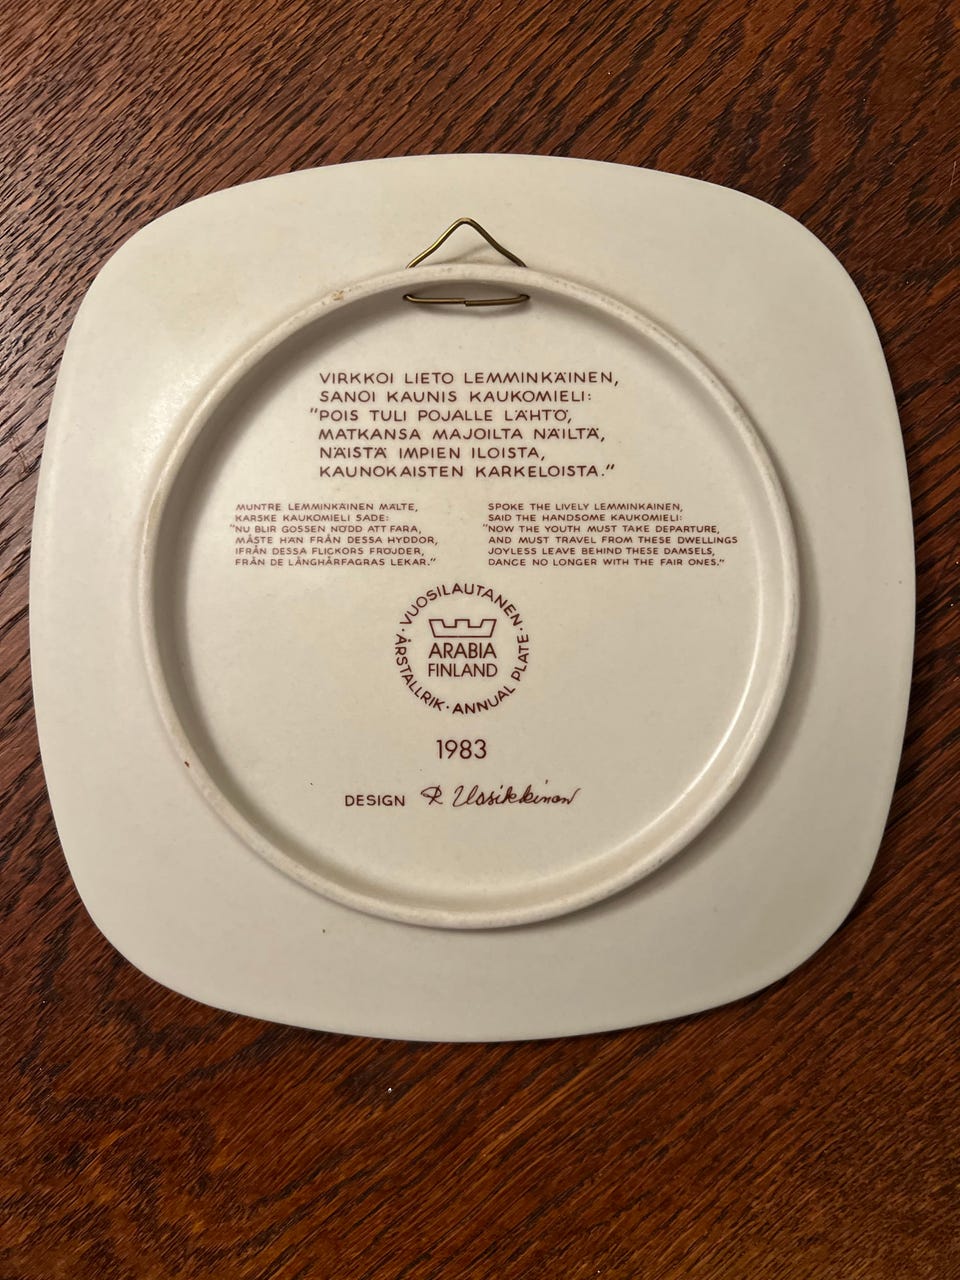 VIRKKOI LIETO LEMMINKÄINEN,
SANOI KAUNIS KAUKOMIELI:
"POIS TULI POJALLE LÄHTÖ,
MATKANSA MAJOILTA NÄILTÄ,
NÄISTÄ IMPIEN ILOISTA,
KAUNOKAISTEN KARKELOISTA."
MUNTRE LEMMINKÄINEN MÄLTE,
KARSKE KAUKOMIELI SADE:
"NU BLIR GOSSEN NÖDD ATT FARA,
MÅSTE HÄN FRÅN DESSA HYDDOR,
IFRÅN DESSA FLICKORS FRÖJDER,
FRÅN DE LÅNGHÅRFAGRAS LEKAR."
SPOKE THE LIVELY LEMMINKAINEN,
SAID THE HANDSOME KAUKOMIELI:
"NOW THE YOUTH MUST TAKE DEPARTURE,
AND MUST TRAVEL FROM THESE DWELLINGS
JOYLESS LEAVE BEHIND THESE DAMSELS,
DANCE NO LONGER WITH THE FAIR ONES."
· VUOSILAUTANEN · ANNUAL PLATE · ÅRSTALLRIK
ARABIA
FINLAND
1983
DESIGN R Uosikkinen